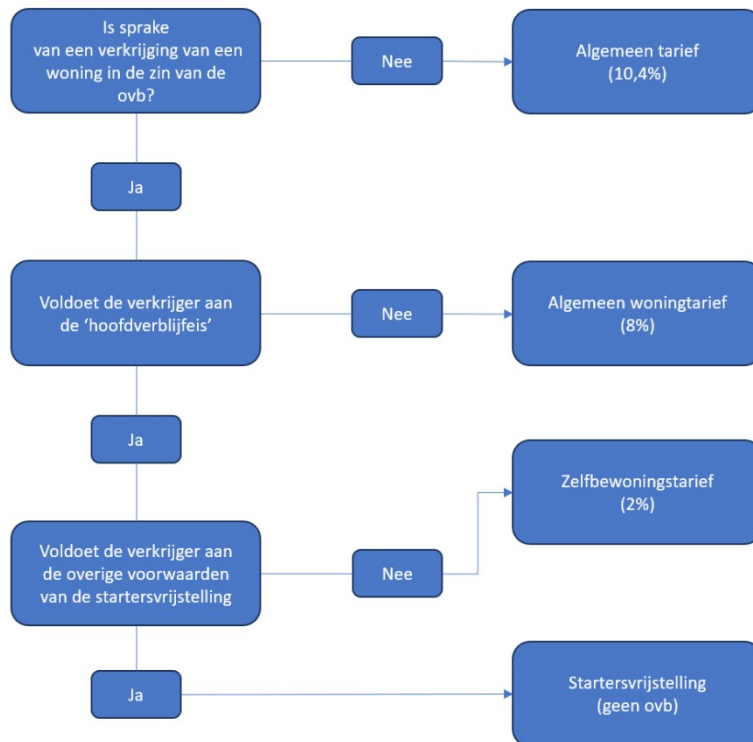 Is sprake
van een verkrijging van een
woning in de zin van de
ovb?
Nee
Algemeen tarief
(10,4%)
Ja
Voldoet de verkrijger aan
de ‘hoofdverblijfeis’
Nee
Algemeen woningtarief
(8%)
Ja
Zelfbewoningstarief
(2%)
Voldoet de verkrijger aan
de overige voorwaarden
van de startersvrijstelling
Nee
Ja
Startersvrijstelling
(geen ovb)